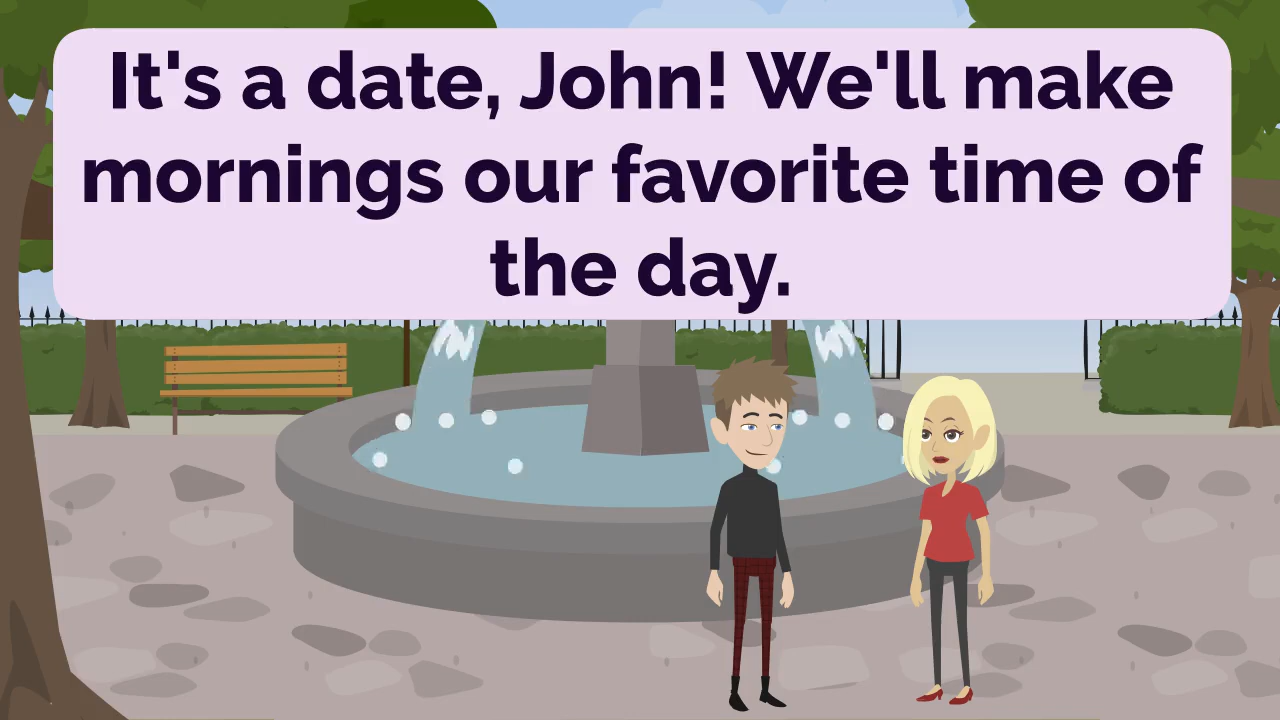 It's a date, John! We'll make
mornings our favorite time of
the day.